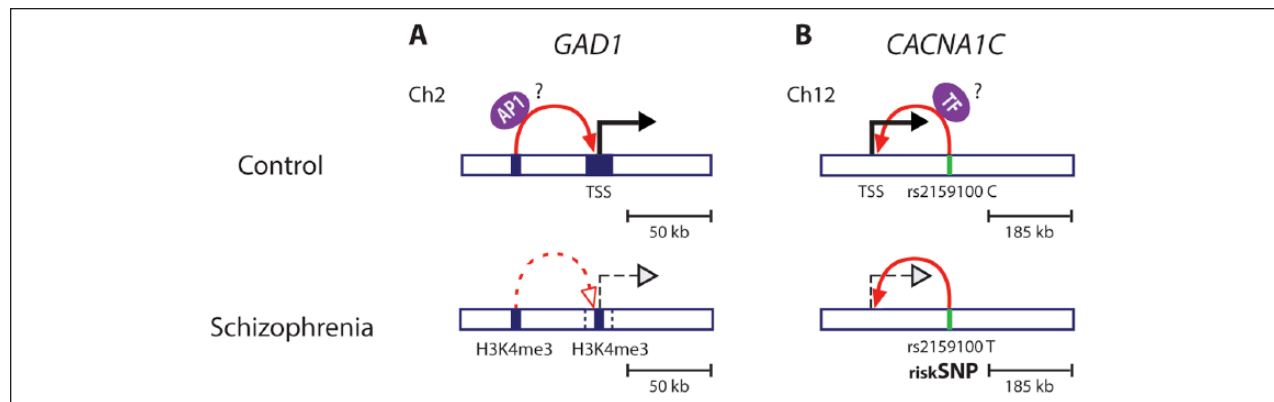 A GAD1 B CACNA1C
Ch2 AP1 ? Ch12 TF ?
Control
TSS TSS rs2159100 C
50 kb 185 kb
Schizophrenia
H3K4me3 H3K4me3 rs2159100 T
riskSNP
50 kb 185 kb